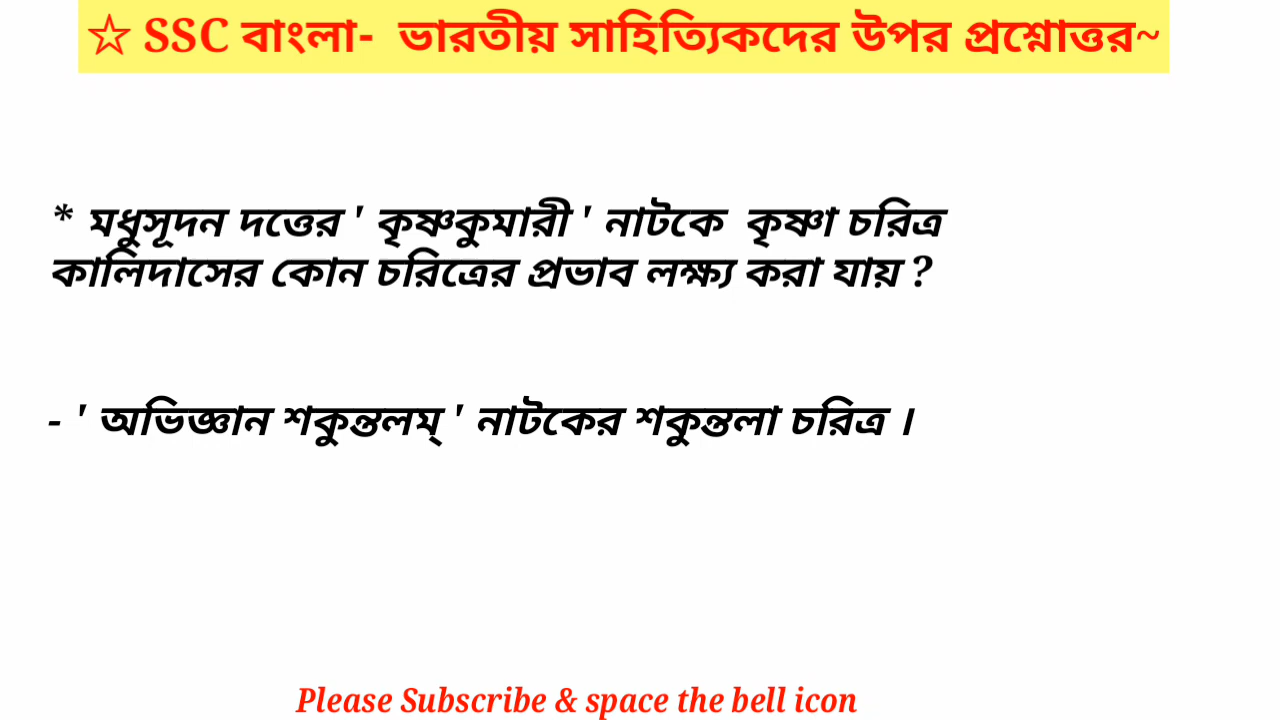 ☆ SSC বাংলা- ভারতীয় সাহিত্যিকদের উপর প্রশ্নোত্তর~
* মধুসূদন দত্তের ' কৃষ্ণকুমারী ' নাটকে কৃষ্ণা চরিত্র
কালিদাসের কোন চরিত্রের প্রভাব লক্ষ্য করা যায় ?
- ' অভিজ্ঞান শকুন্তলম্ ' নাটকের শকুন্তলা চরিত্র ।
Please Subscribe & space the bell icon